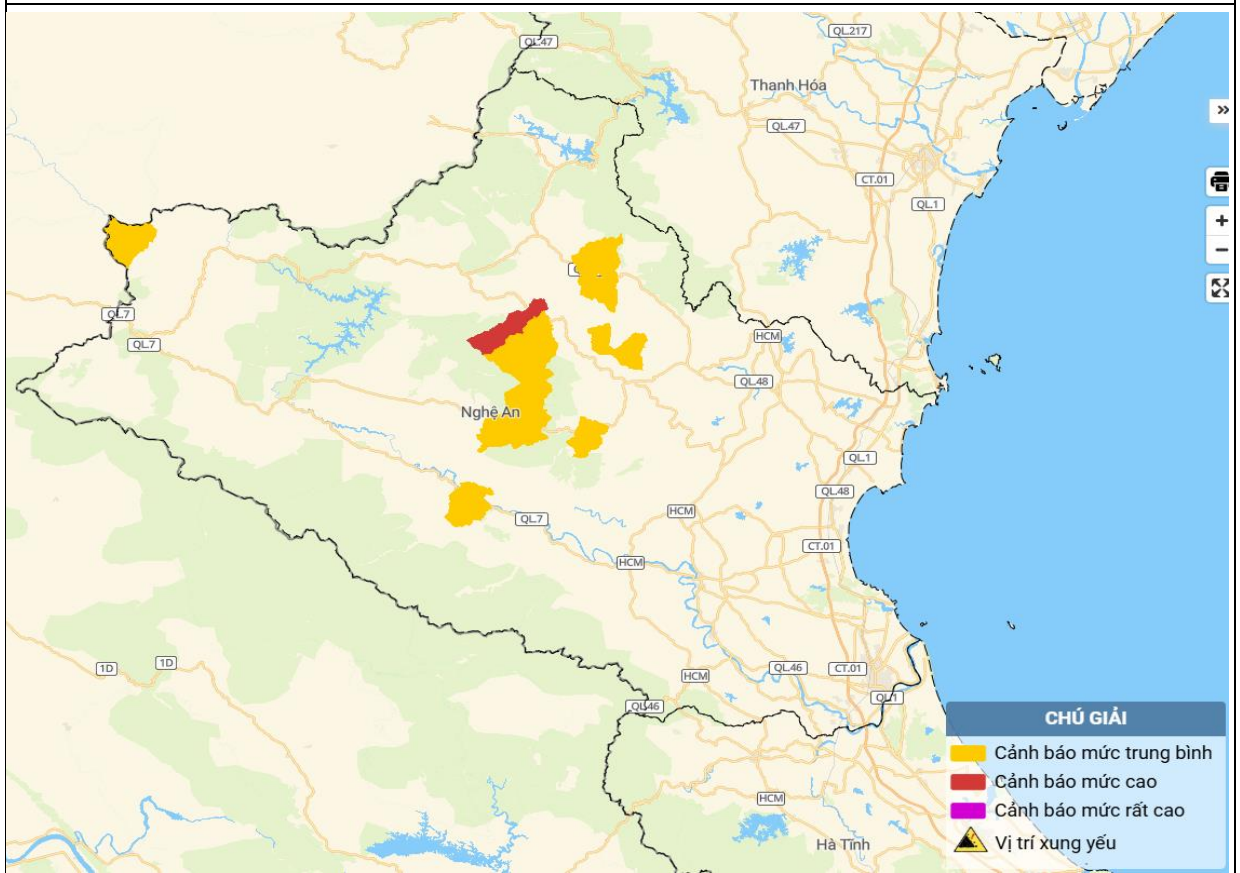 QL.47
QL.217
Thanh Hóa
»
QL.47
CT.01
QL.1
+
−
QL.7
QL.7
HCM
QL.48
Nghệ An
QL.1
QL.48
HCM
QL.7
CT.01
HCM
1D
1D
QL.46
CT.01
HCM
QL.1
QL.46
CHÚ GIẢI
Cảnh báo mức trung bình
Cảnh báo mức cao
Cảnh báo mức rất cao
Vị trí xung yếu
HCM
Hà Tĩnh